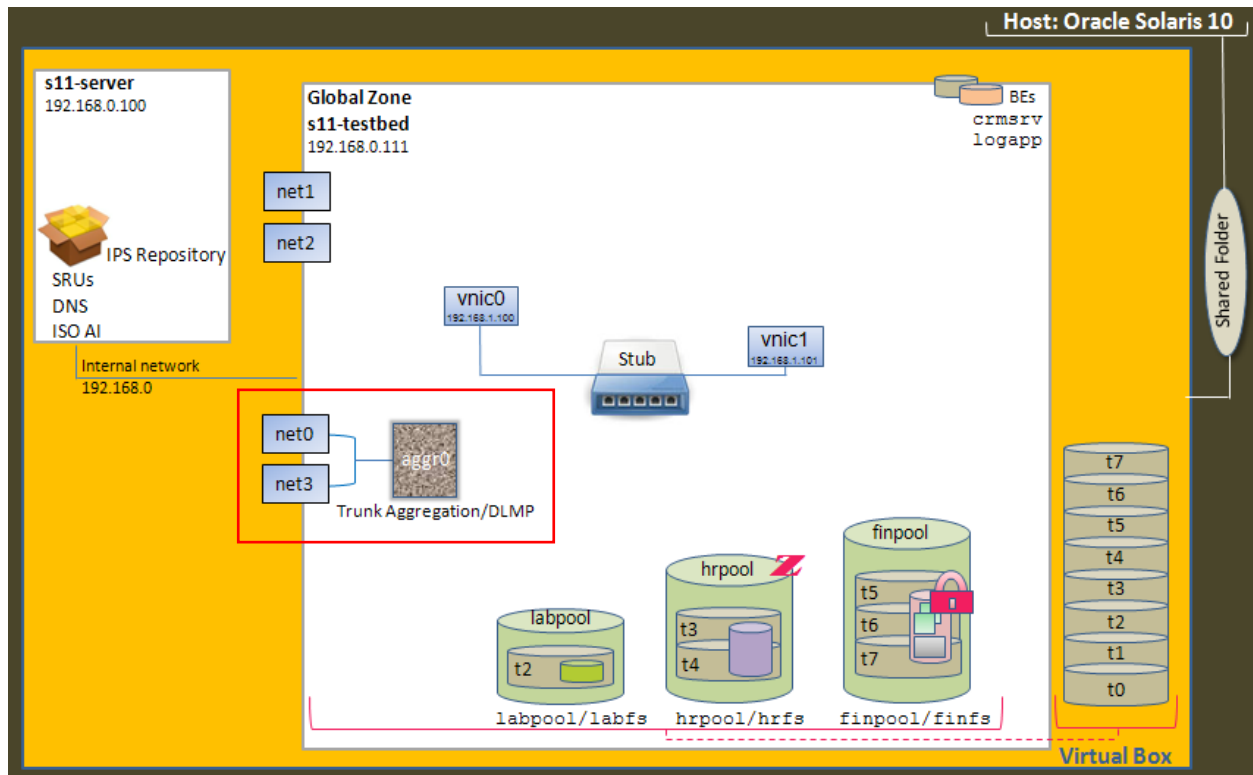 Host: Oracle Solaris 10
s11-server
192.168.0.100
IPS Repository
SRUs
DNS
ISO AI
Internal network
192.168.0
Global Zone
s11-testbed
192.168.0.111
BEs
crmsrv
logapp
net1
net2
vnic0
192.168.1.100
Stub
vnic1
192.168.1.101
Shared Folder
net0
net3
aggr0
Trunk Aggregation/DLMP
labpool
t2
labpool/labfs
hrpool
Z
t3
t4
hrpool/hrfs
finpool
t5
t6
t7
finpool/finfs
t7
t6
t5
t4
t3
t2
t1
t0
Virtual Box